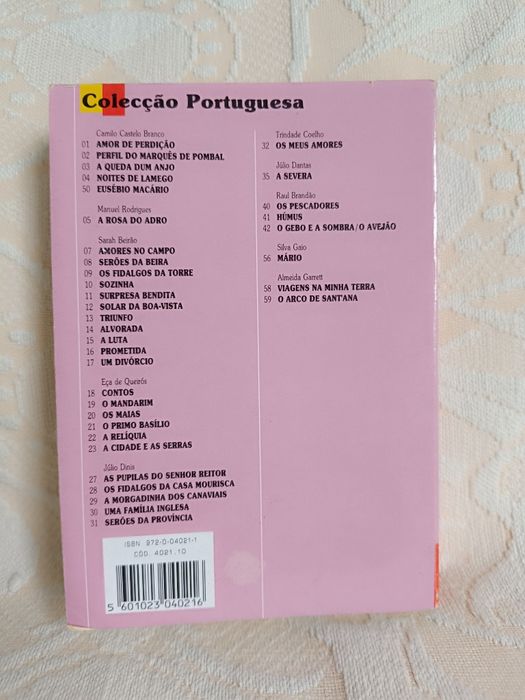 Colecção Portuguesa
Camilo Castelo Branco
01 AMOR DE PERDIÇÃO
02 PERFIL DO MARQUÊS DE POMBAL
03 A QUEDA DUM ANJO
04 NOITES DE LAMEGO
50 EUSÉBIO MACÁRIO
Manuel Rodrigues
05 A ROSA DO ADRO
Sarah Beirão
07 AMORES NO CAMPO
08 SERÕES DA BEIRA
09 OS FIDALGOS DA TORRE
10 SOZINHA
11 SURPRESA BENDITA
12 SOLAR DA BOA-VISTA
13 TRIUNFO
14 ALVORADA
15 A LUTA
16 PROMETIDA
17 UM DIVÓRCIO
Eça de Queirós
18 CONTOS
19 O MANDARIM
20 OS MAIAS
21 O PRIMO BASÍLIO
22 A RELÍQUIA
23 A CIDADE E AS SERRAS
Júlio Dinis
27 AS PUPILAS DO SENHOR REITOR
28 OS FIDALGOS DA CASA MOURISCA
29 A MORGADINHA DOS CANAVIAIS
30 UMA FAMÍLIA INGLESA
31 SERÕES DA PROVÍNCIA
Trindade Coelho
32 OS MEUS AMORES
Júlio Dantas
35 A SEVERA
Raul Brandão
40 OS PESCADORES
41 HÚMUS
42 O GEBO E A SOMBRA/O AVEJÃO
Silva Gaio
56 MÁRIO
Almeida Garrett
58 VIAGENS NA MINHA TERRA
59 O ARCO DE SANT'ANA
ISBN 972-0-04021-1
CÓD. 4021.10
5 601023 040216